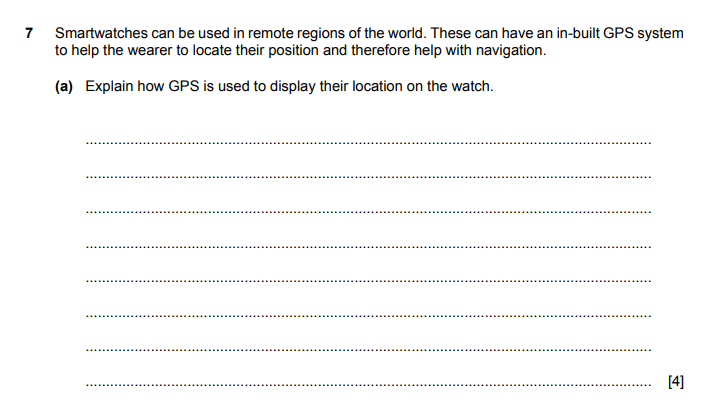 7 Smartwatches can be used in remote regions of the world. These can have an in-built GPS system
to help the wearer to locate their position and therefore help with navigation.
(a) Explain how GPS is used to display their location on the watch.
[4]